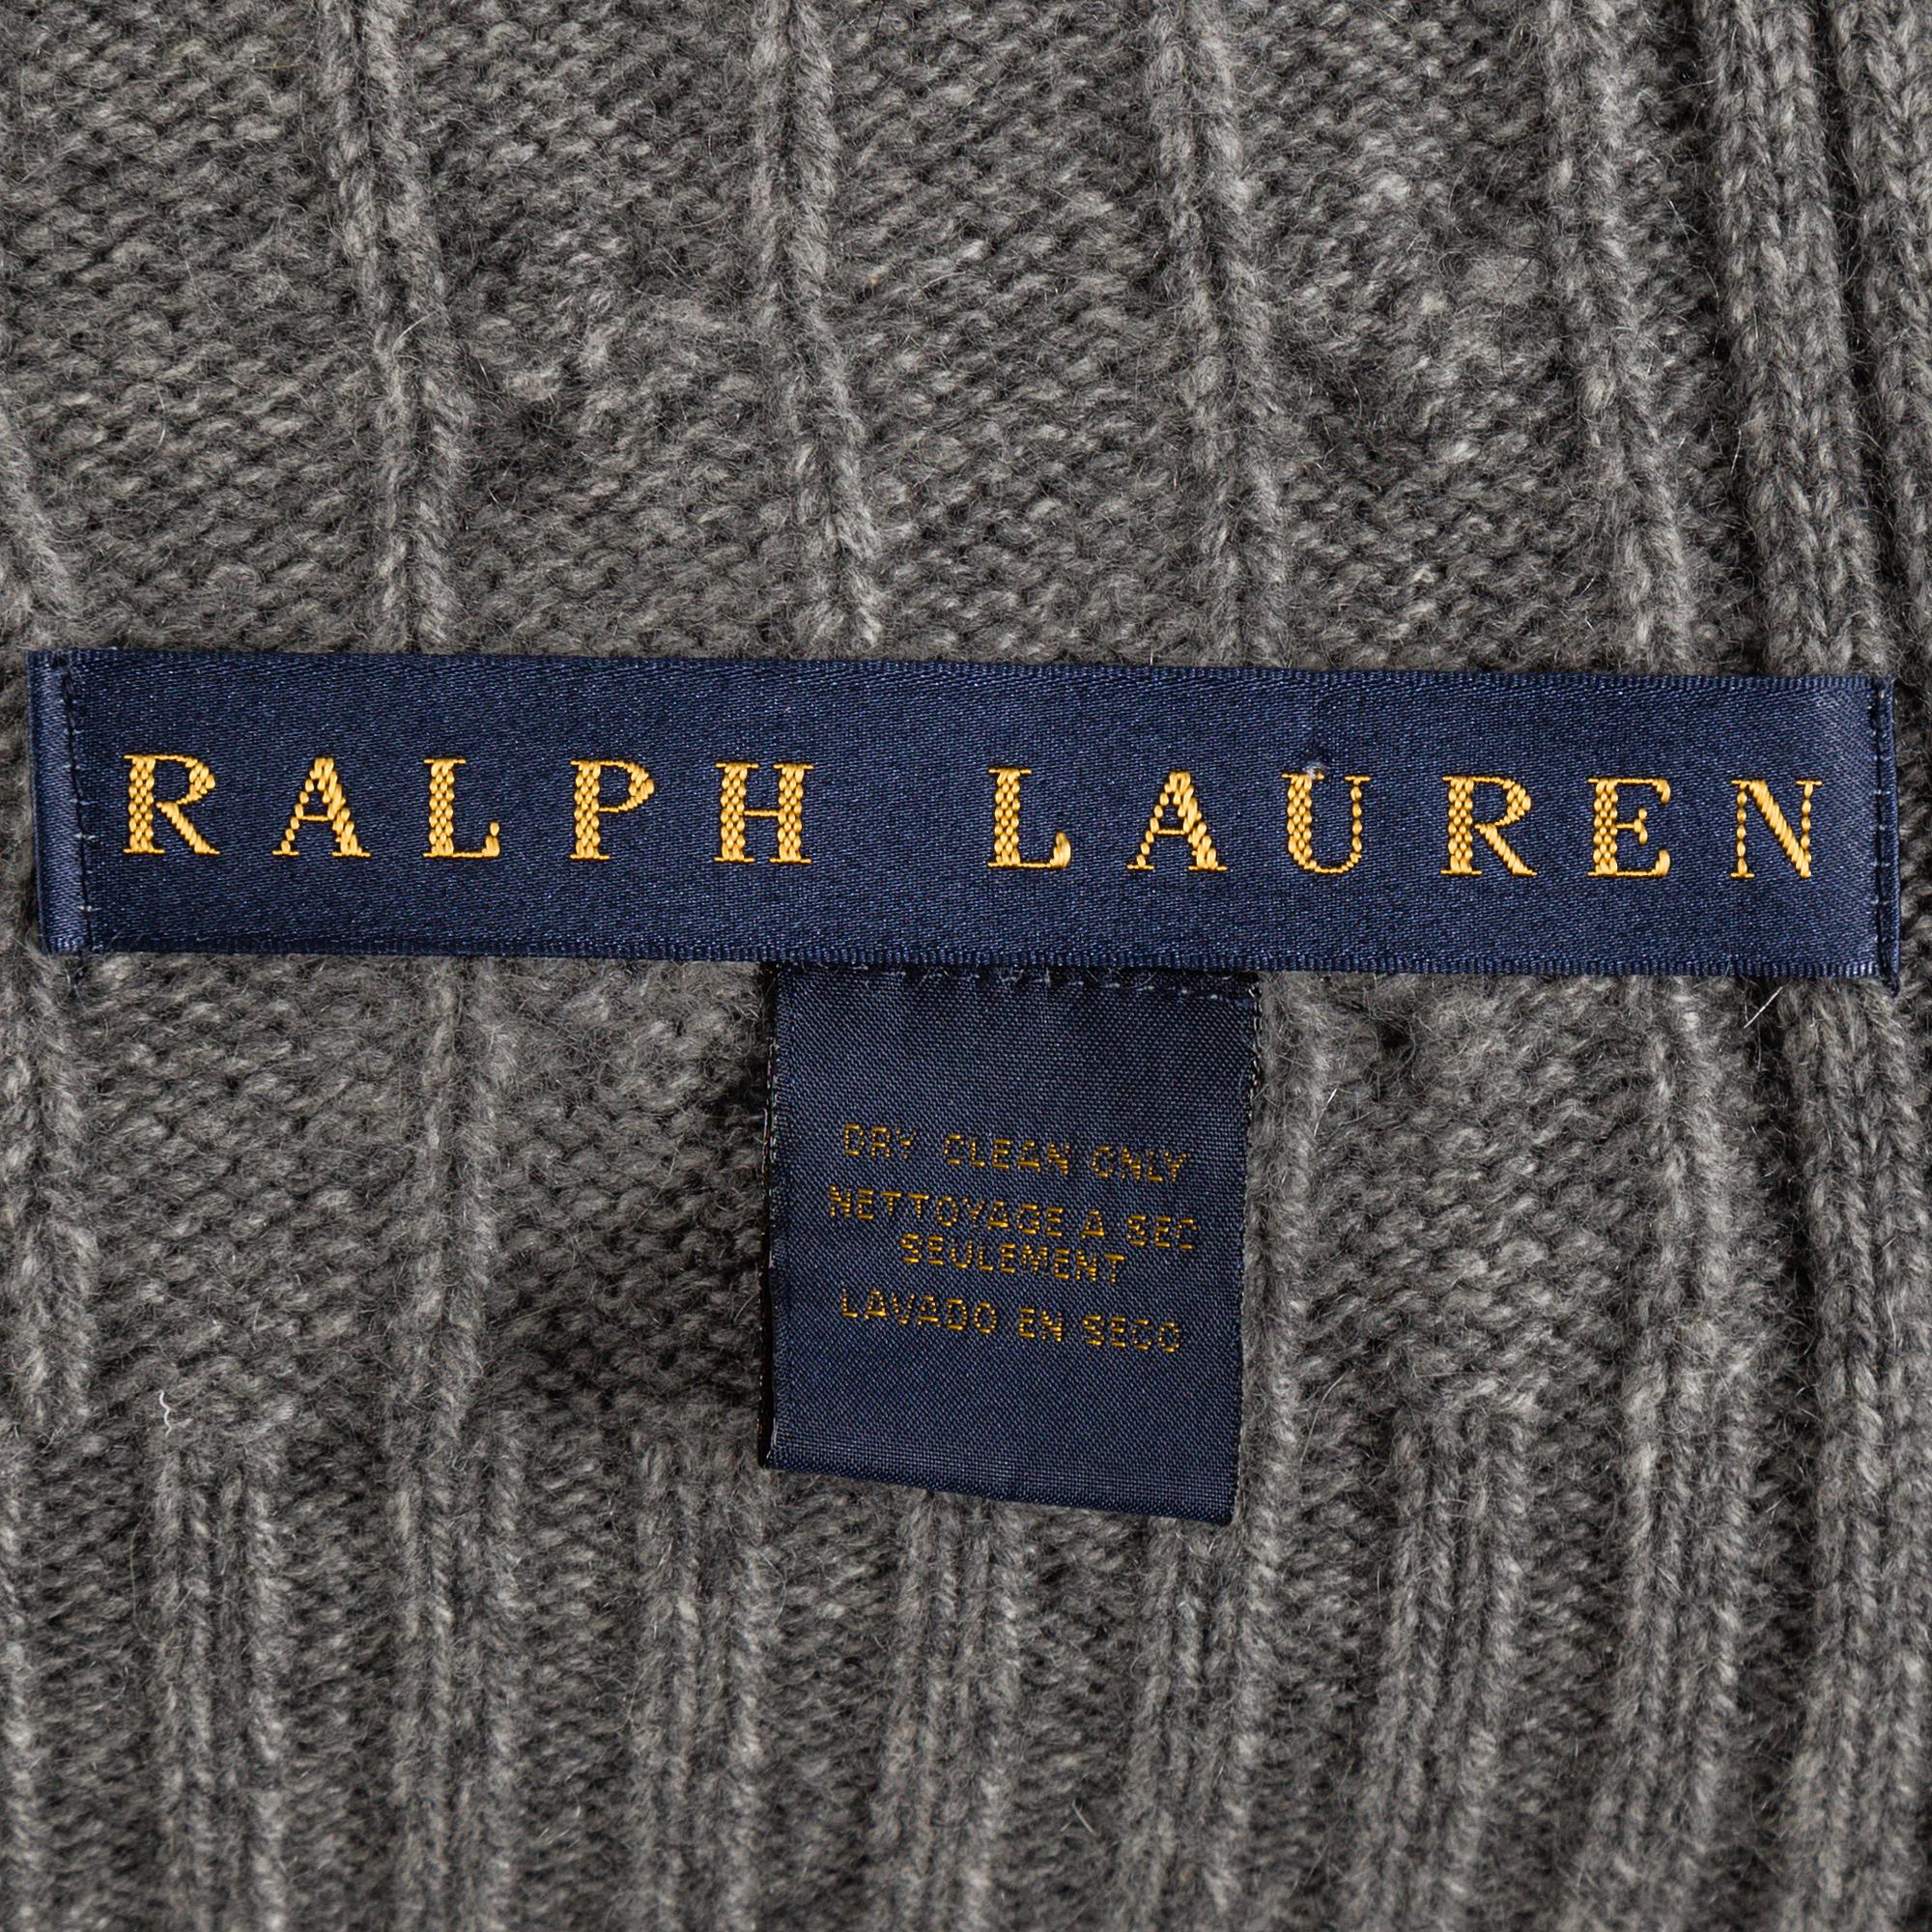 RALPH LAUREN
DRY CLEAN ONLY
NETTOYAGE A SEC
SEULEMENT
LAVADO EN SECO